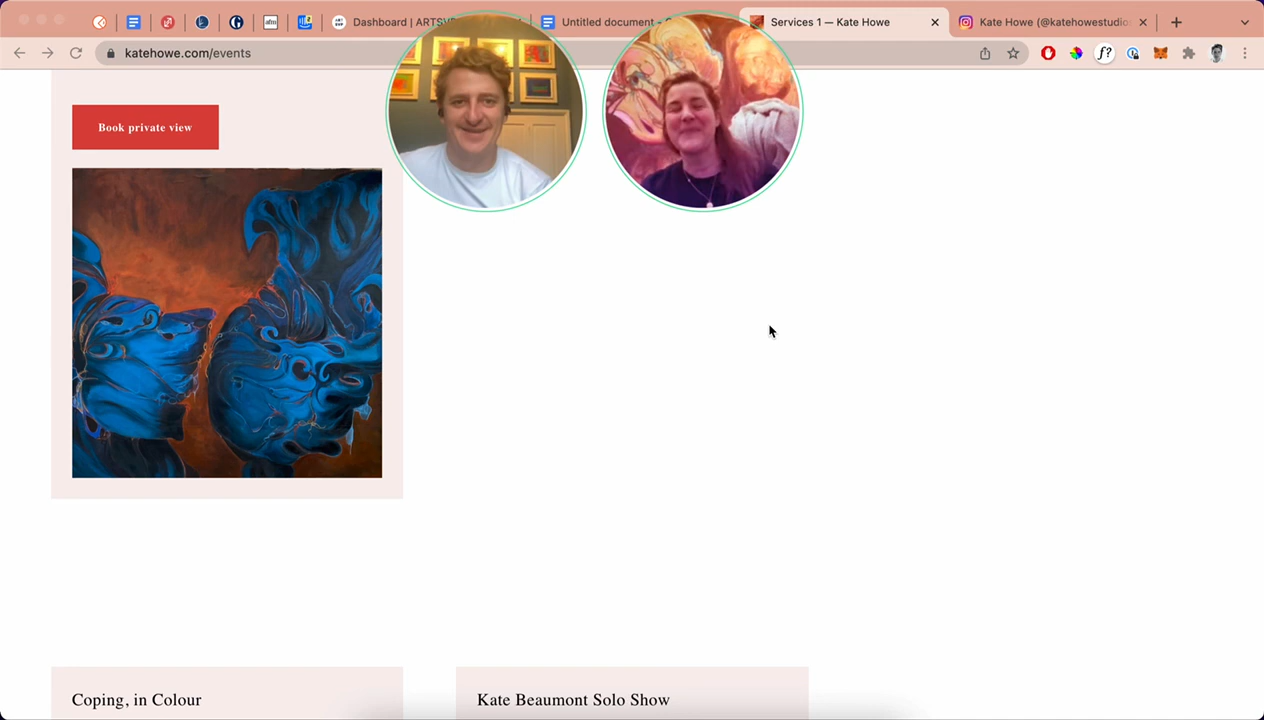 Dashboard | ARTSV
Untitled document -
Services 1 — Kate Howe
Kate Howe (@katehowestudio
katehowe.com/events
Book private view
Coping, in Colour
Kate Beaumont Solo Show